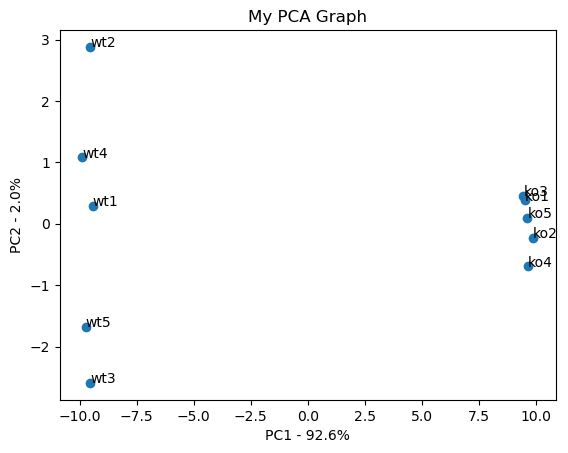 My PCA Graph
3
2
1
0
−1
−2
PC2 - 2.0%
wt2
wt4
wt1
wt5
wt3
ko3
ko1
ko5
ko2
ko4
−10.0 −7.5 −5.0 −2.5 0.0 2.5 5.0 7.5 10.0
PC1 - 92.6%